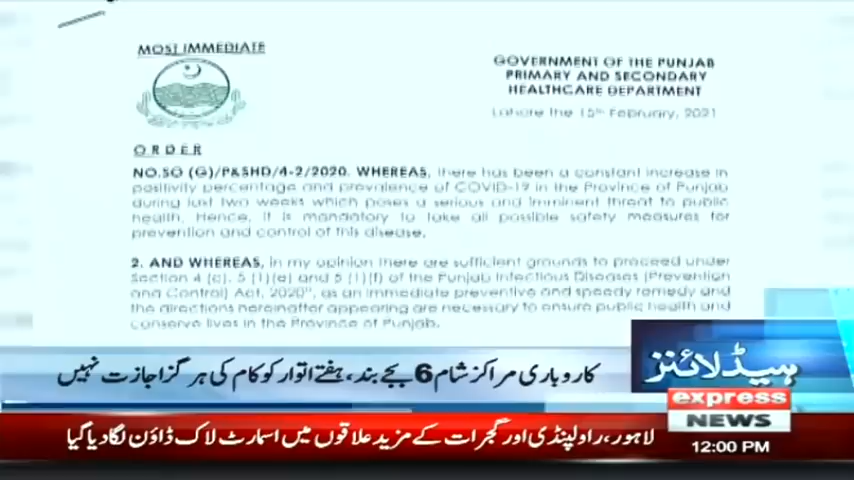 MOST IMMEDIATE
GOVERNMENT OF THE PUNJAB
PRIMARY AND SECONDARY
HEALTHCARE DEPARTMENT
Lahore the 15th February, 2021
ORDER
NO.SO (G)/P&SHD/4-2/2020. WHEREAS, there has been a constant increase in
positivity percentage and prevalence of COVID-19 in the Province of Punjab
during last two weeks which poses a serious and imminent threat to public
health. Hence, it is mandatory to take all possible safety measures for
prevention and control of this disease.
2. AND WHEREAS, in my opinion there are sufficient grounds to proceed under
Section 4 (c), 5 (1)(e) and 5 (1)(f) of the Punjab Infectious Diseases (Prevention
and Control) Act, 2020", as an immediate preventive and speedy remedy and
the directions hereinafter appearing are necessary to ensure public health and
conserve lives in the Province of Punjab.
ہیڈلائنز
کاروباری مراکز شام 6 بجے بند، ہفتے اتوار کو کام کی ہرگز اجازت نہیں
express
NEWS
لاہور، راولپنڈی اور گجرات کے مزید علاقوں میں اسمارٹ لاک ڈاؤن لگا دیا گیا
12:00 PM